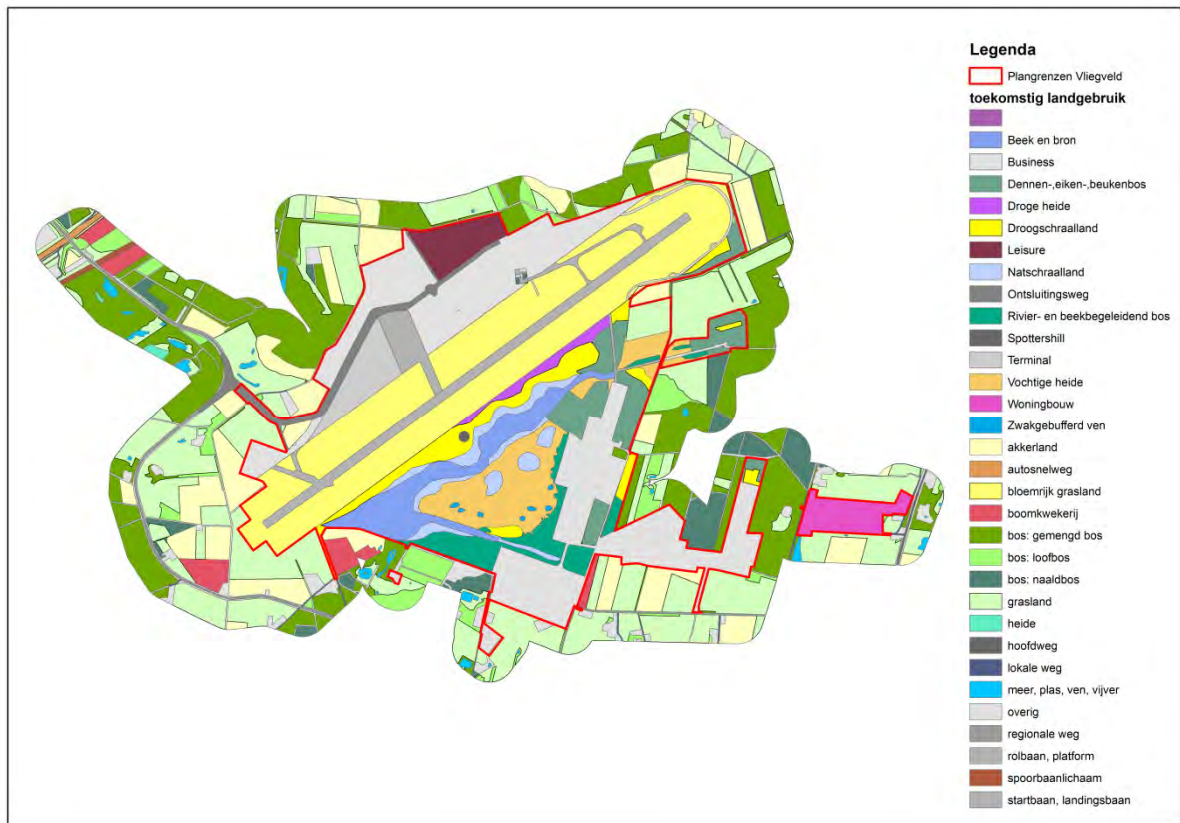 Legenda
Plangrenzen Vliegveld
toekomstig landgebruik
Beek en bron
Business
Dennen-,eiken-,beukenbos
Droge heide
Droogschraalland
Leisure
Natschraalland
Ontsluitingsweg
Rivier- en beekbegeleidend bos
Spottershill
Terminal
Vochtige heide
Woningbouw
Zwakgebufferd ven
akkerland
autosnelweg
bloemrijk grasland
boomkwekerij
bos: gemengd bos
bos: loofbos
bos: naaldbos
grasland
heide
hoofdweg
lokale weg
meer, plas, ven, vijver
overig
regionale weg
rolbaan, platform
spoorbaanlichaam
startbaan, landingsbaan